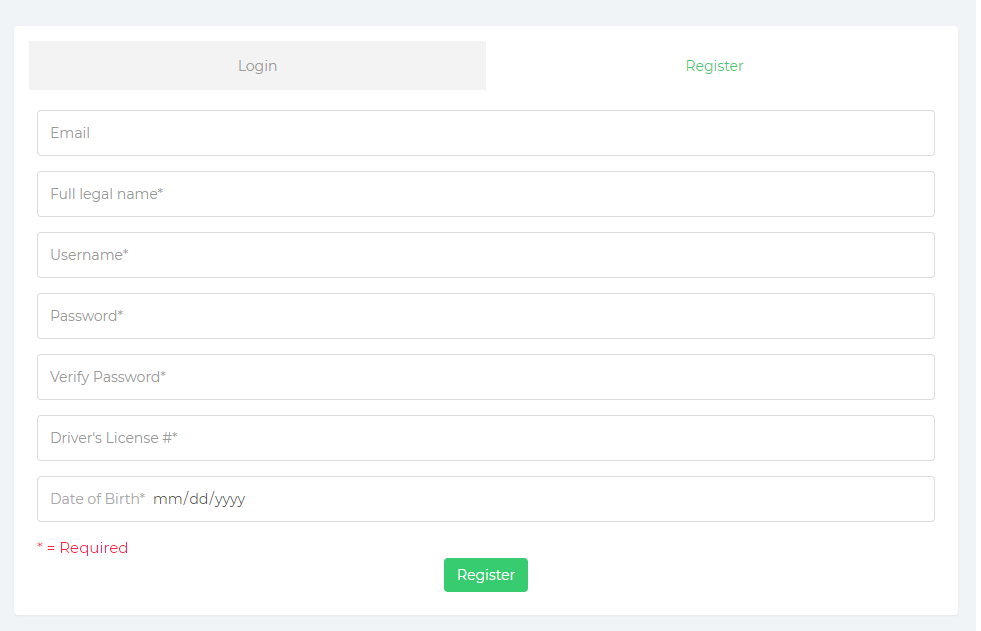 Login Register
Email
Full legal name*
Username*
Password*
Verify Password*
Driver's License #*
Date of Birth* mm/dd/yyyy
* = Required
Register